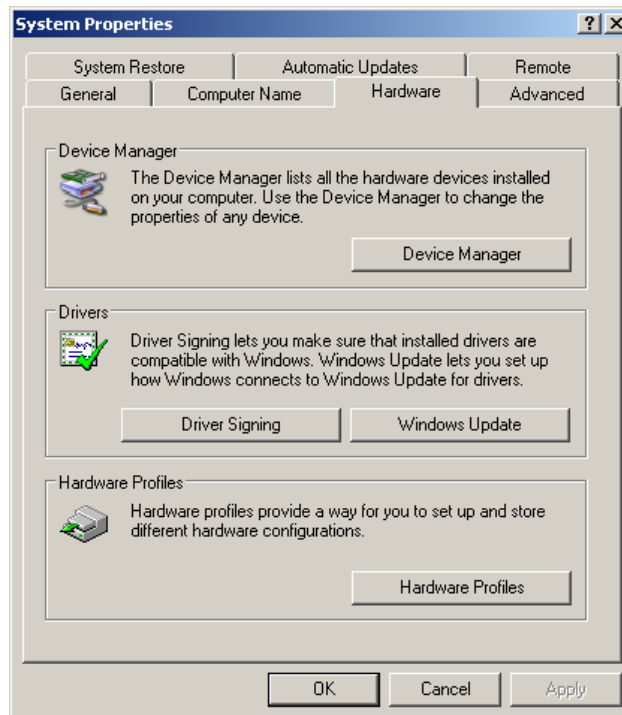 System Properties
System Restore Automatic Updates Remote
General Computer Name Hardware Advanced
Device Manager
The Device Manager lists all the hardware devices installed
on your computer. Use the Device Manager to change the
properties of any device.
Device Manager
Drivers
Driver Signing lets you make sure that installed drivers are
compatible with Windows. Windows Update lets you set up
how Windows connects to Windows Update for drivers.
Driver Signing Windows Update
Hardware Profiles
Hardware profiles provide a way for you to set up and store
different hardware configurations.
Hardware Profiles
OK Cancel Apply